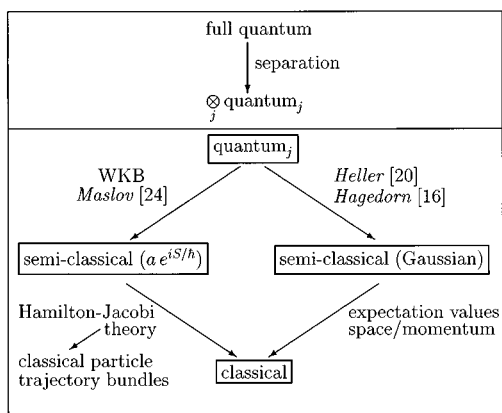 full quantum
separation
⊗ quantum_j
j
quantum_j
WKB
Maslov [24]
Heller [20]
Hagedorn [16]
semi-classical (a e^{iS/ħ})
semi-classical (Gaussian)
Hamilton-Jacobi
theory
expectation values
space/momentum
classical particle
trajectory bundles
classical